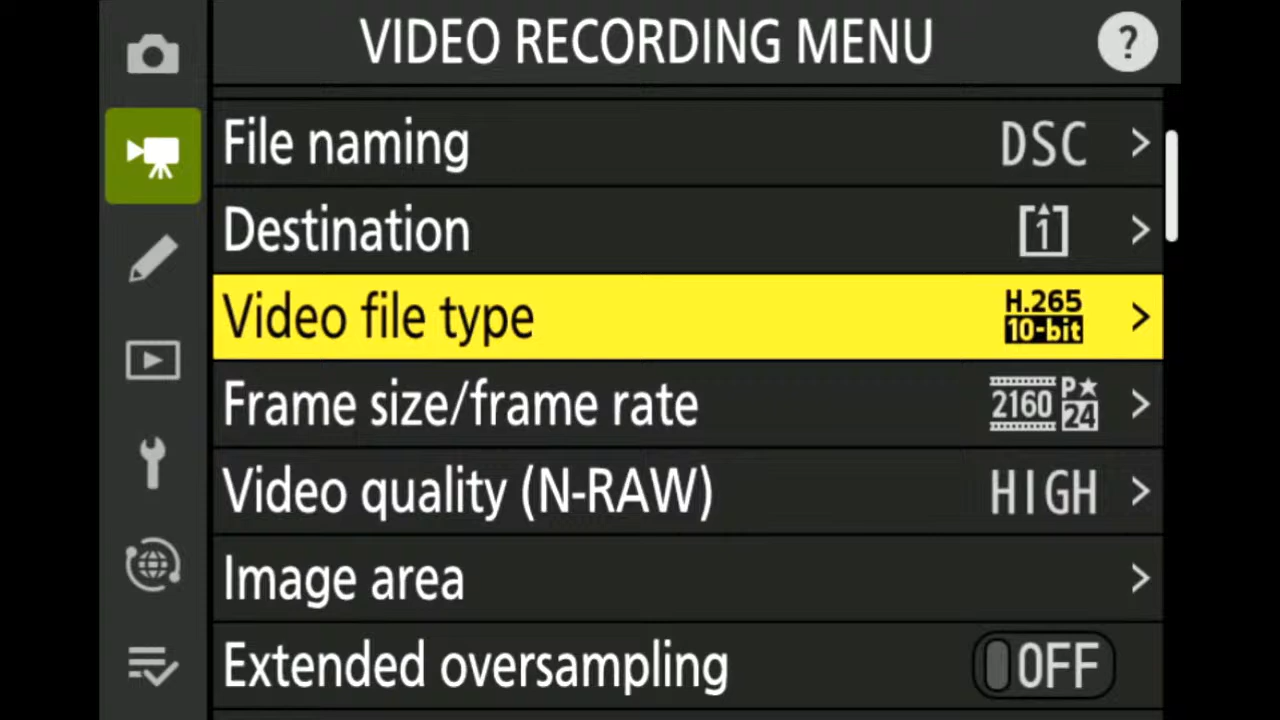 VIDEO RECORDING MENU ?
File naming DSC >
Destination 1 >
Video file type H.265 10-bit >
Frame size/frame rate 2160 P★ 24 >
Video quality (N-RAW) HIGH >
Image area >
Extended oversampling OFF